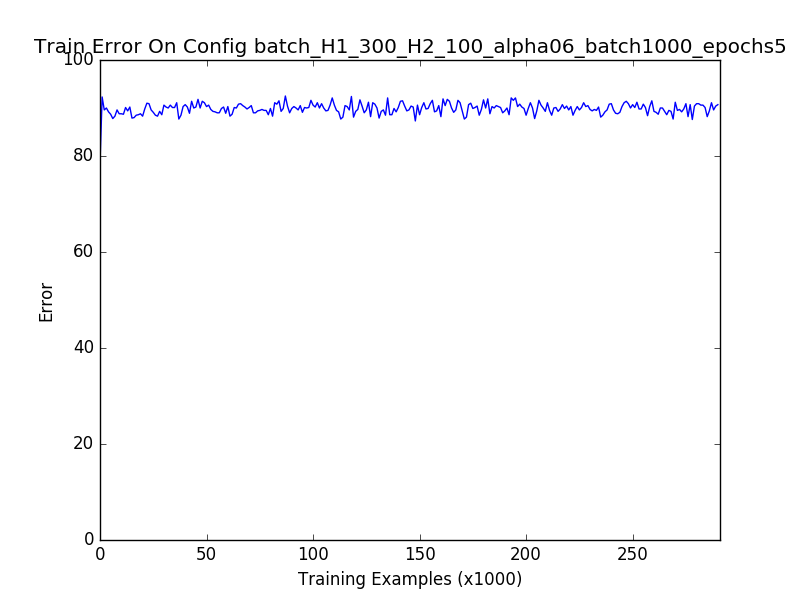 Train Error On Config batch_H1_300_H2_100_alpha06_batch1000_epochs5
100
80
60
40
20
0
Error
0 50 100 150 200 250
Training Examples (x1000)